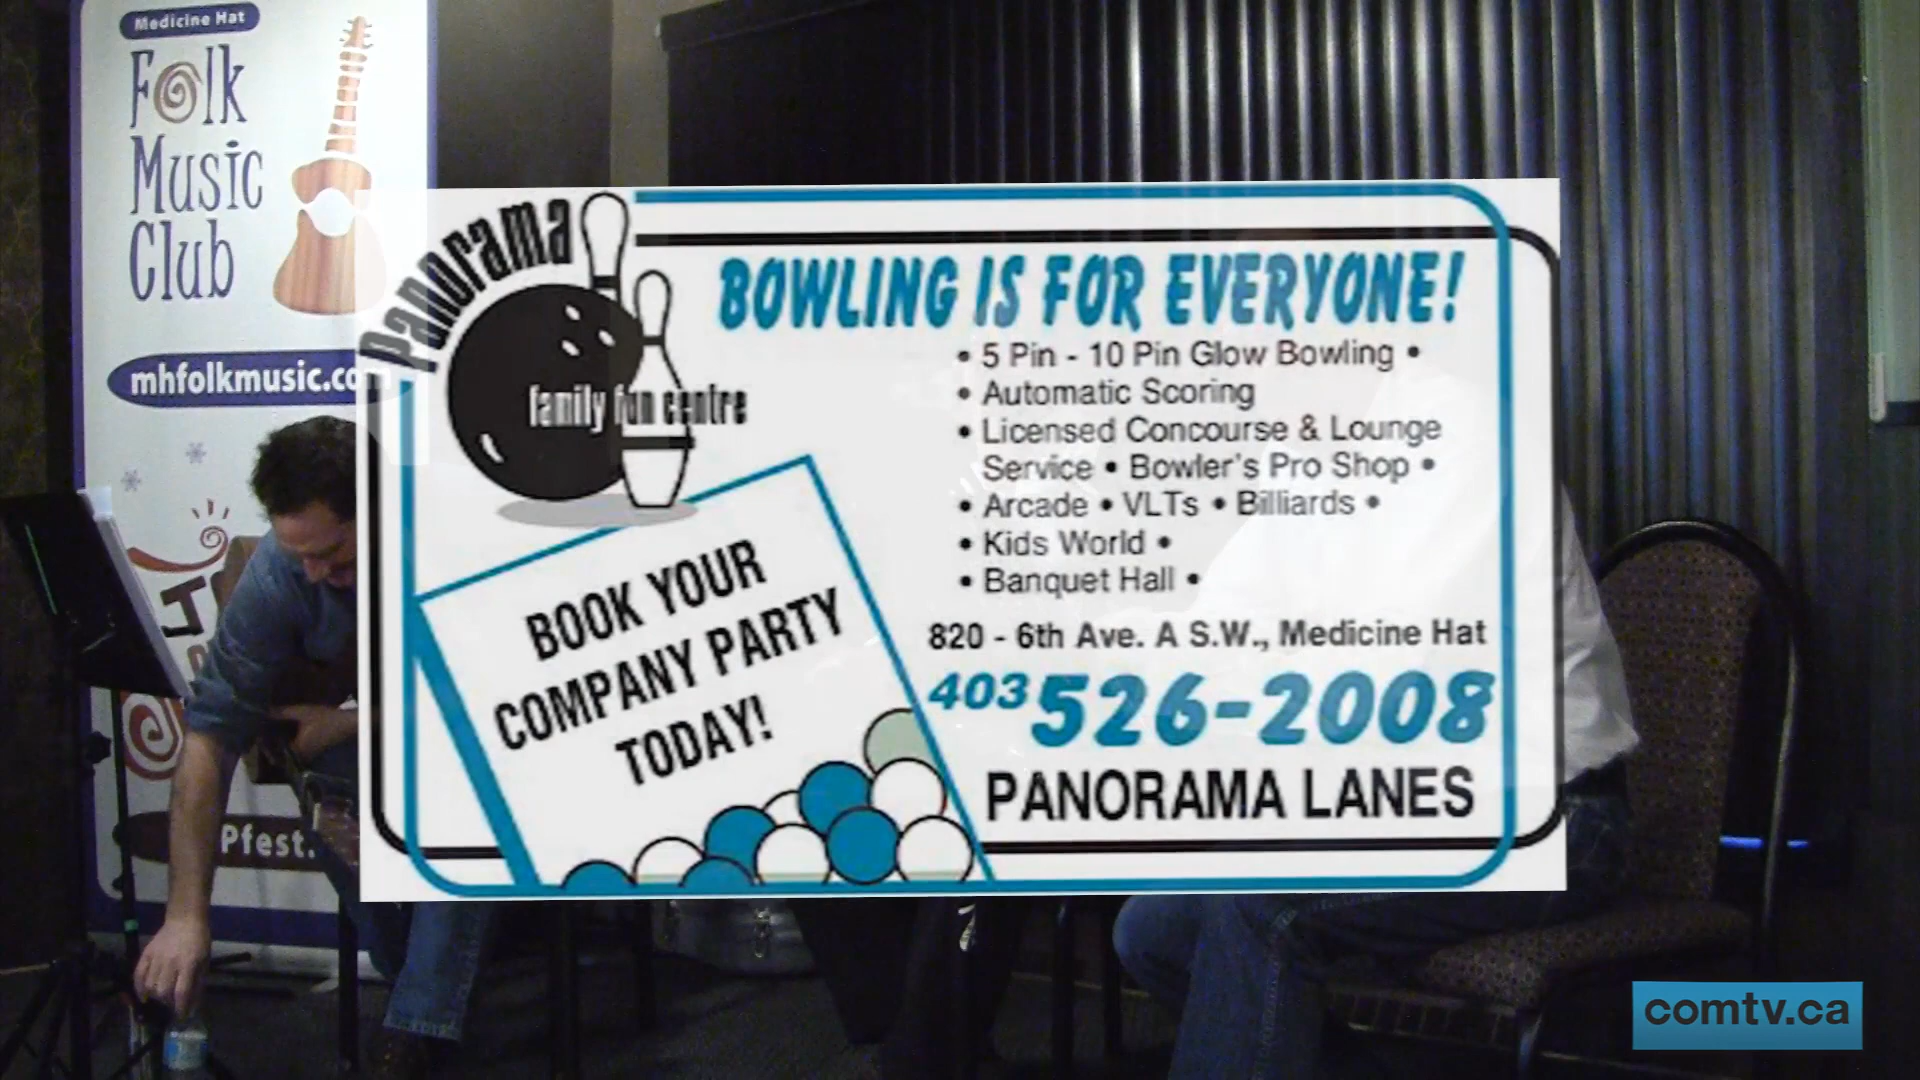 Medicine Hat
Folk
Music
Club
mhfolkmusic.com
Pfest.
Panorama
family fun centre
BOWLING IS FOR EVERYONE!
• 5 Pin - 10 Pin Glow Bowling •
• Automatic Scoring
• Licensed Concourse & Lounge
Service • Bowler's Pro Shop •
• Arcade • VLTs • Billiards •
• Kids World •
• Banquet Hall •
820 - 6th Ave. A S.W., Medicine Hat
403 526-2008
PANORAMA LANES
BOOK YOUR
COMPANY PARTY
TODAY!
comtv.ca